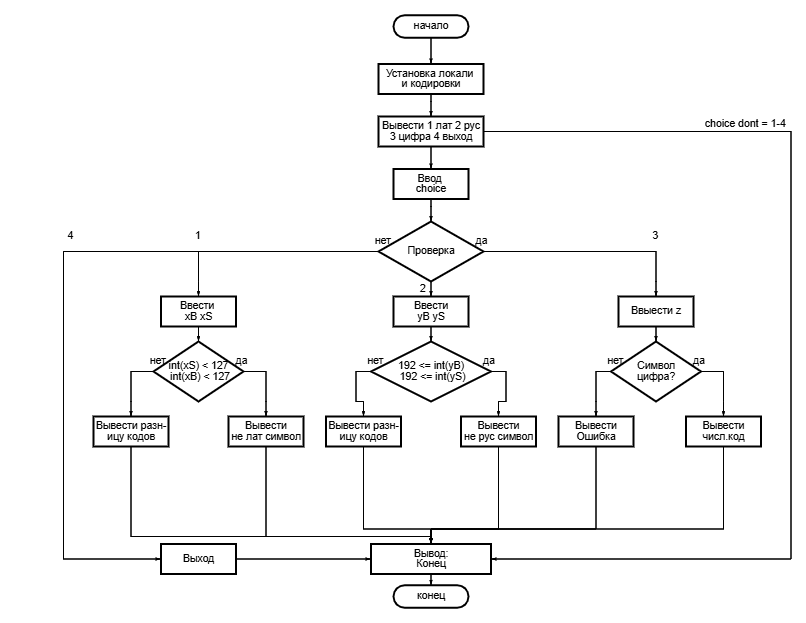 начало
Установка локали
и кодировки
Вывести 1 лат 2 рус
3 цифра 4 выход
choice dont = 1-4
Ввод
choice
4
1
нет
Проверка
да
3
2
Ввести
xB xS
Ввести
yB yS
Ввыести z
нет
int(xS) < 127
int(xB) < 127
да
нет
192 <= int(yB)
192 <= int(yS)
да
нет
Символ
цифра?
да
Вывести разн-
ицу кодов
Вывести
не лат символ
Вывести разн-
ицу кодов
Вывести
не рус символ
Вывести
Ошибка
Вывести
числ.код
Выход
Вывод:
Конец
конец